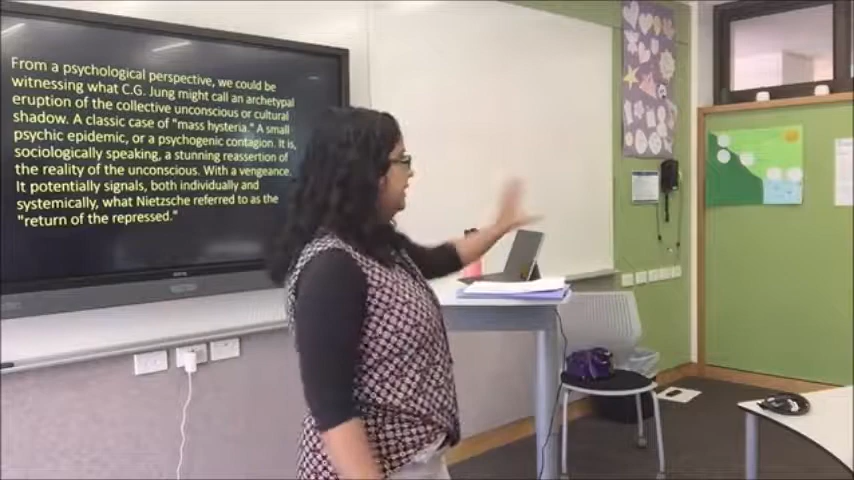 From a psychological perspective, we could be
witnessing what C.G. Jung might call an archetypal
eruption of the collective unconscious or cultural
shadow. A classic case of "mass hysteria." A small
psychic epidemic, or a psychogenic contagion. It is,
sociologically speaking, a stunning reassertion of
the reality of the unconscious. With a vengeance.
It potentially signals, both individually and
systemically, what Nietzsche referred to as the
"return of the repressed."